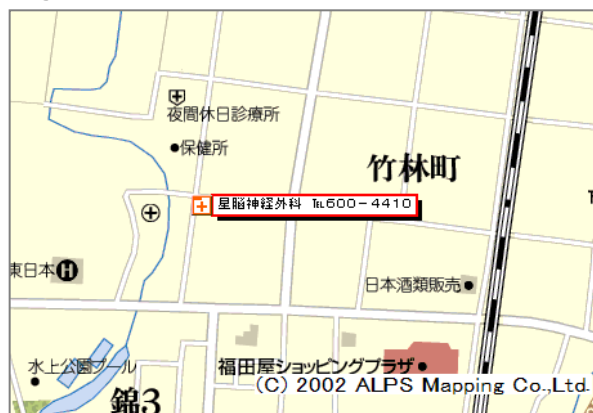 夜間休日診療所
●保健所
竹林町
星脳神経外科 ℡600-4410
東日本 H
日本酒類販売●
水上公園プール
福田屋ショッピングプラザ●
(C) 2002 ALPS Mapping Co.,Ltd.
錦3